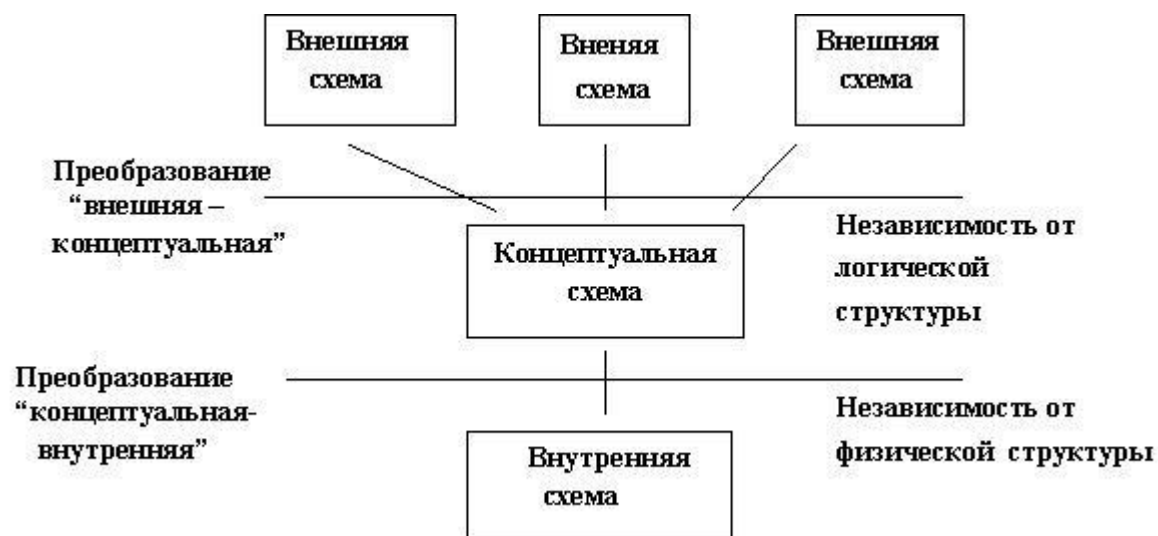 Внешняя
схема
Вненяя
схема
Внешняя
схема
Преобразование
“внешняя –
концептуальная”
Концептуальная
схема
Независимость от
логической
структуры
Преобразование
“концептуальная-
внутренняя”
Независимость от
физической структуры
Внутренняя
схема